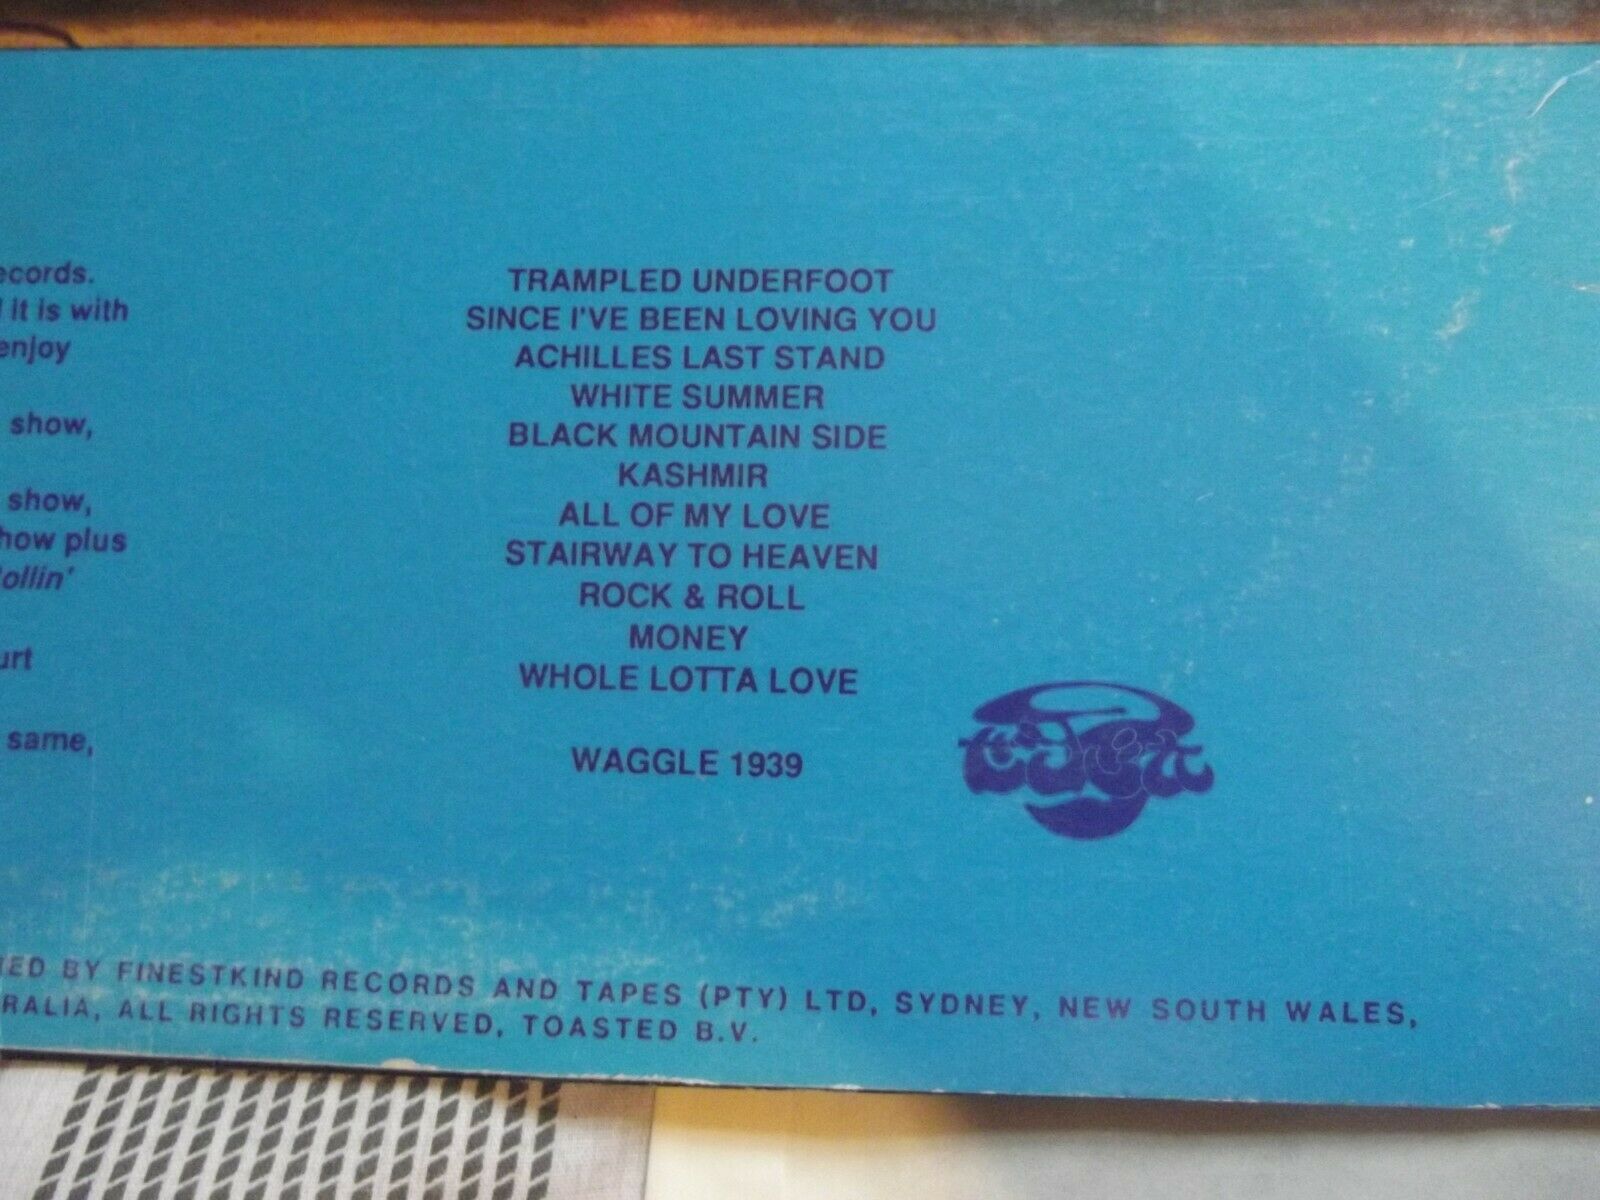 ecords.
it is with
enjoy
show,
show,
how plus
ollin'
urt
same,
TRAMPLED UNDERFOOT
SINCE I'VE BEEN LOVING YOU
ACHILLES LAST STAND
WHITE SUMMER
BLACK MOUNTAIN SIDE
KASHMIR
ALL OF MY LOVE
STAIRWAY TO HEAVEN
ROCK & ROLL
MONEY
WHOLE LOTTA LOVE
WAGGLE 1939
ED BY FINESTKIND RECORDS AND TAPES (PTY) LTD, SYDNEY, NEW SOUTH WALES,
RALIA, ALL RIGHTS RESERVED, TOASTED B.V.